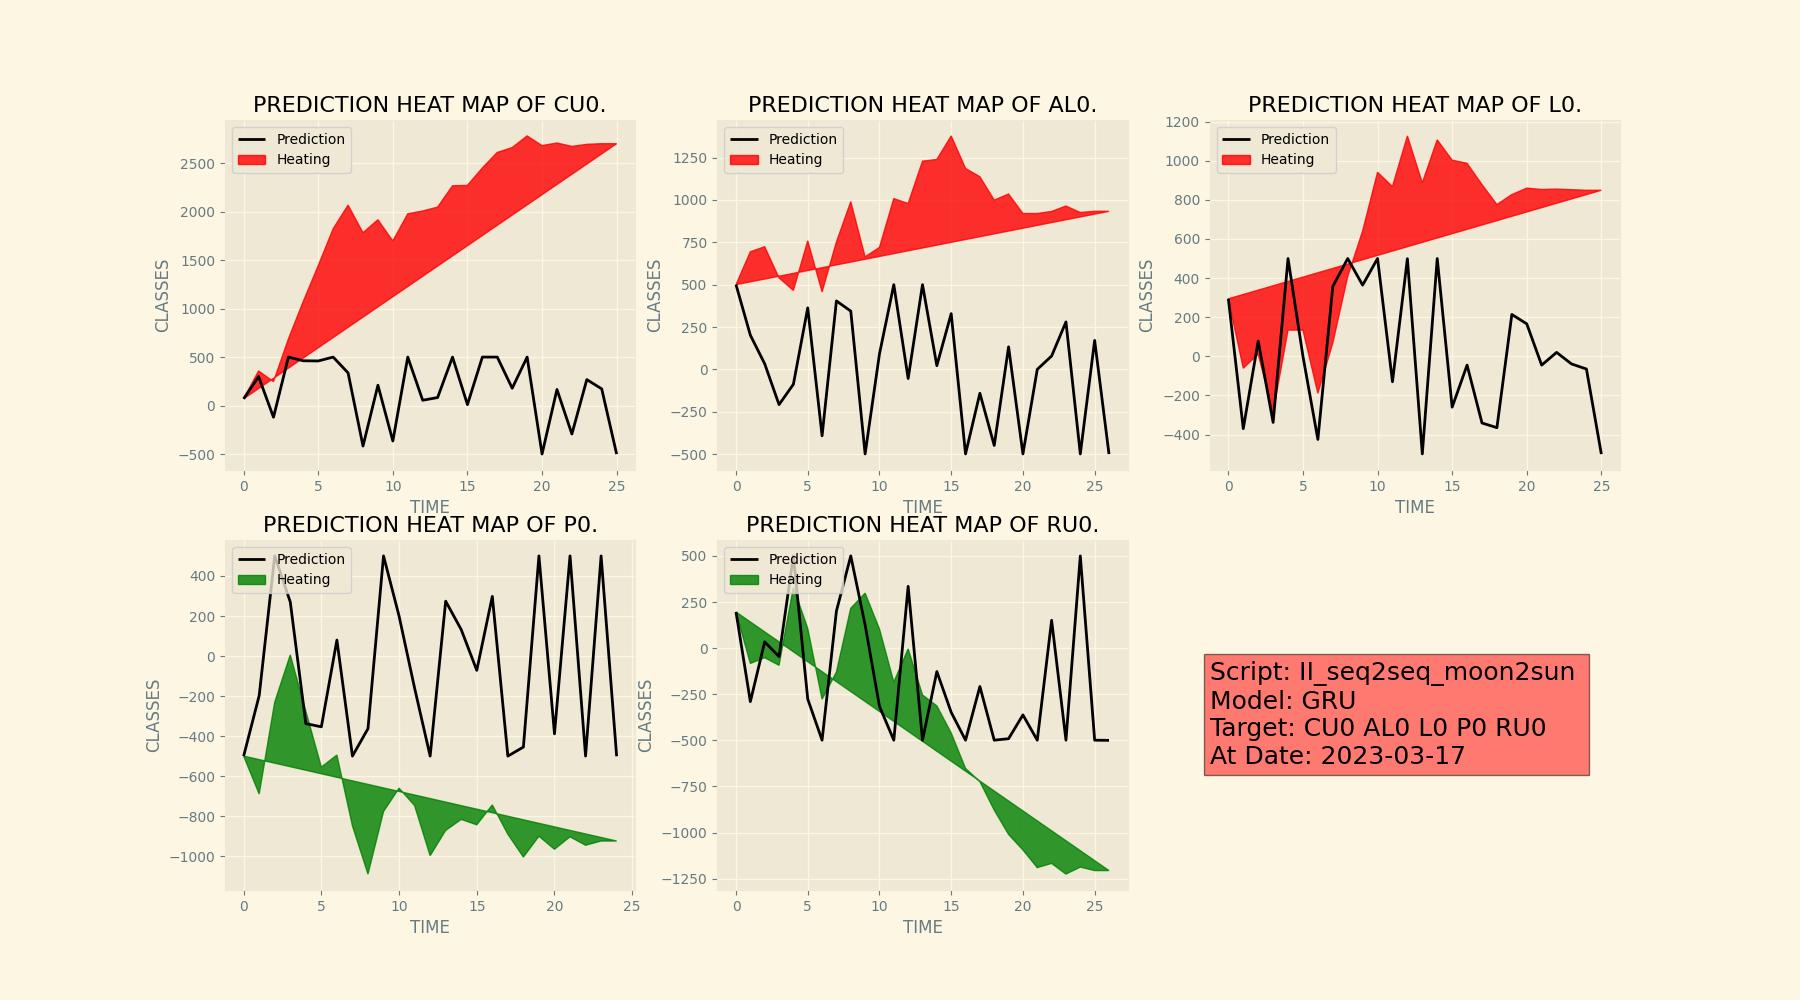 PREDICTION HEAT MAP OF CU0.
Prediction
Heating
CLASSES
2500
2000
1500
1000
500
0
−500
0 5 10 15 20 25
TIME
PREDICTION HEAT MAP OF AL0.
Prediction
Heating
CLASSES
1250
1000
750
500
250
0
−250
−500
0 5 10 15 20 25
TIME
PREDICTION HEAT MAP OF L0.
Prediction
Heating
CLASSES
1200
1000
800
600
400
200
0
−200
−400
0 5 10 15 20 25
TIME
PREDICTION HEAT MAP OF P0.
Prediction
Heating
CLASSES
400
200
0
−200
−400
−600
−800
−1000
0 5 10 15 20 25
TIME
PREDICTION HEAT MAP OF RU0.
Prediction
Heating
CLASSES
500
250
0
−250
−500
−750
−1000
−1250
0 5 10 15 20 25
TIME
Script: II_seq2seq_moon2sun
Model: GRU
Target: CU0 AL0 L0 P0 RU0
At Date: 2023-03-17